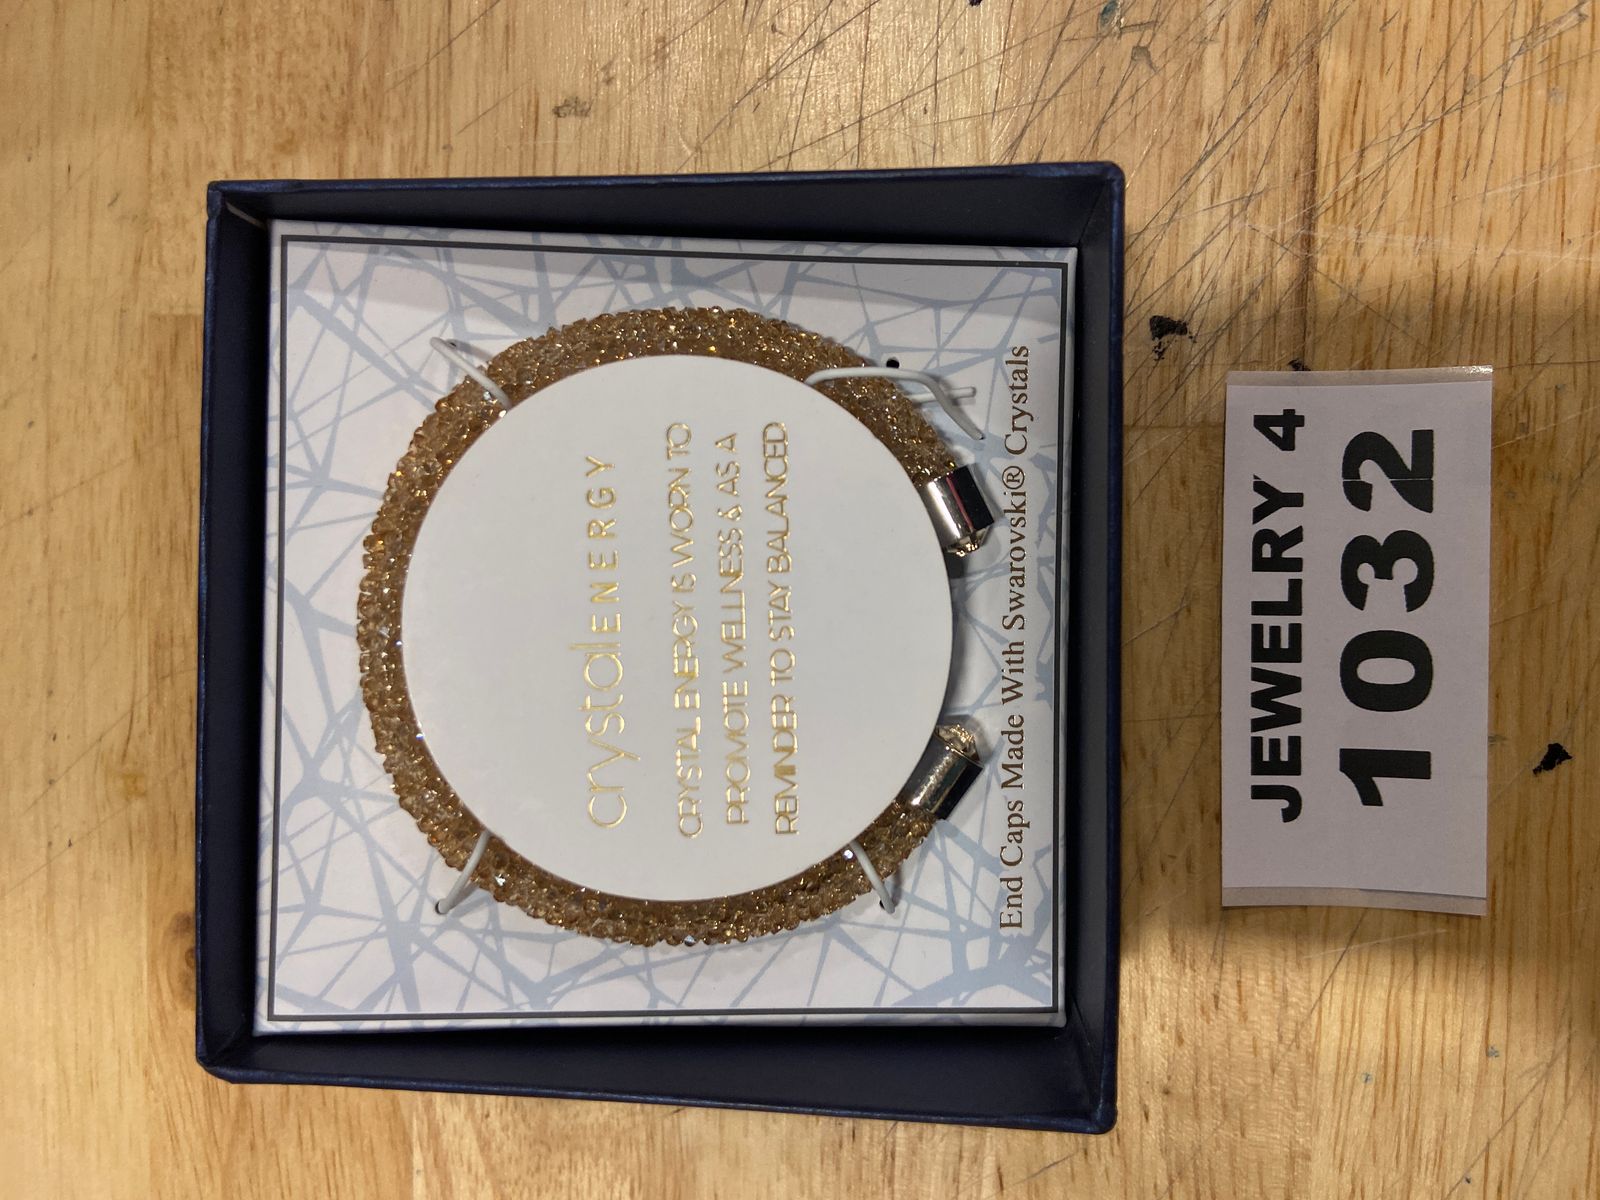 crystalENERGY
CRYSTAL ENERGY IS WORN TO
PROMOTE WELLNESS & AS A
REMINDER TO STAY BALANCED
End Caps Made With Swarovski® Crystals
JEWELRY 4
1032